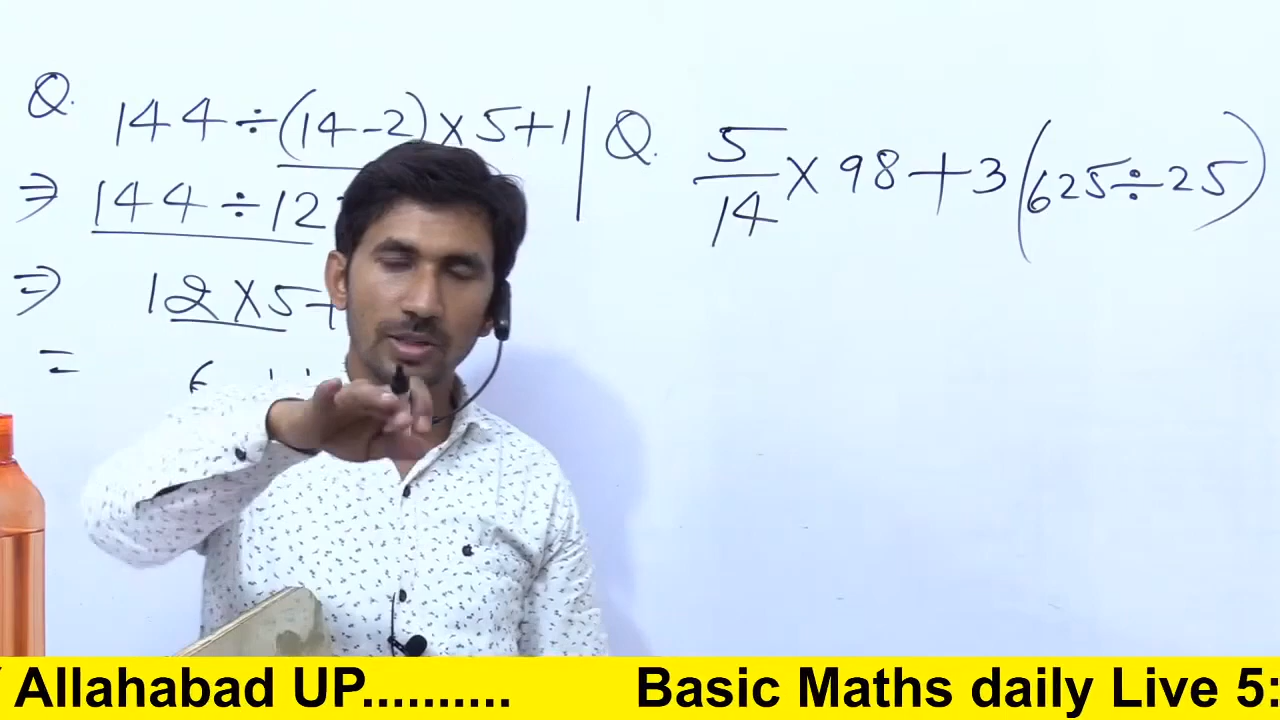 Q. 144 ÷ (14 - 2) × 5 + 1
⇒ 144 ÷ 12
⇒ 12 × 5 +
=
Q. 5/14 × 98 + 3 (625 ÷ 25)
Allahabad UP.......... Basic Maths daily Live 5: